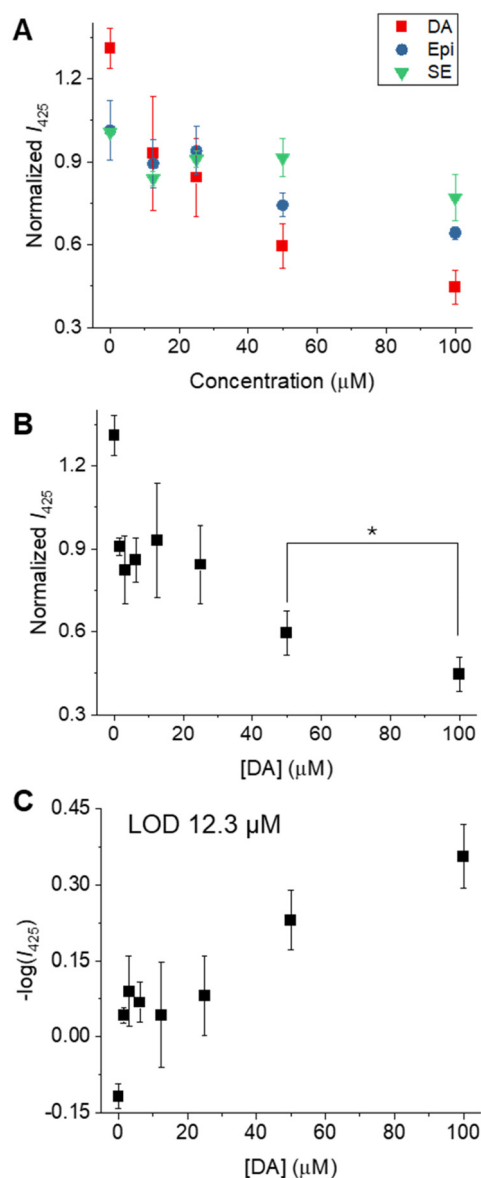 A
DA
Epi
SE
1.2
0.9
0.6
0.3
Normalized I425
0 20 40 60 80 100
Concentration (μM)
B
*
1.2
0.9
0.6
0.3
Normalized I425
0 20 40 60 80 100
[DA] (μM)
C
LOD 12.3 μM
0.45
0.30
0.15
0.00
-0.15
-log(I425)
0 20 40 60 80 100
[DA] (μM)